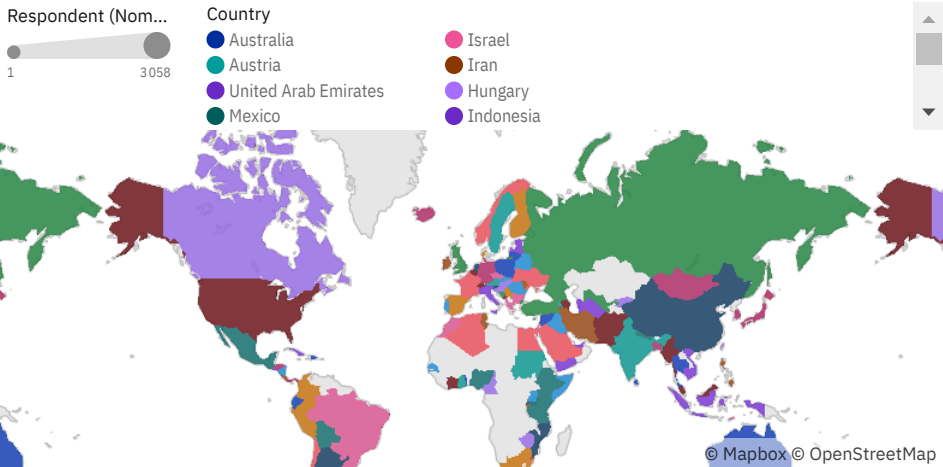 Respondent (Nom...
1
3058
Country
Australia
Austria
United Arab Emirates
Mexico
Israel
Iran
Hungary
Indonesia
© Mapbox © OpenStreetMap